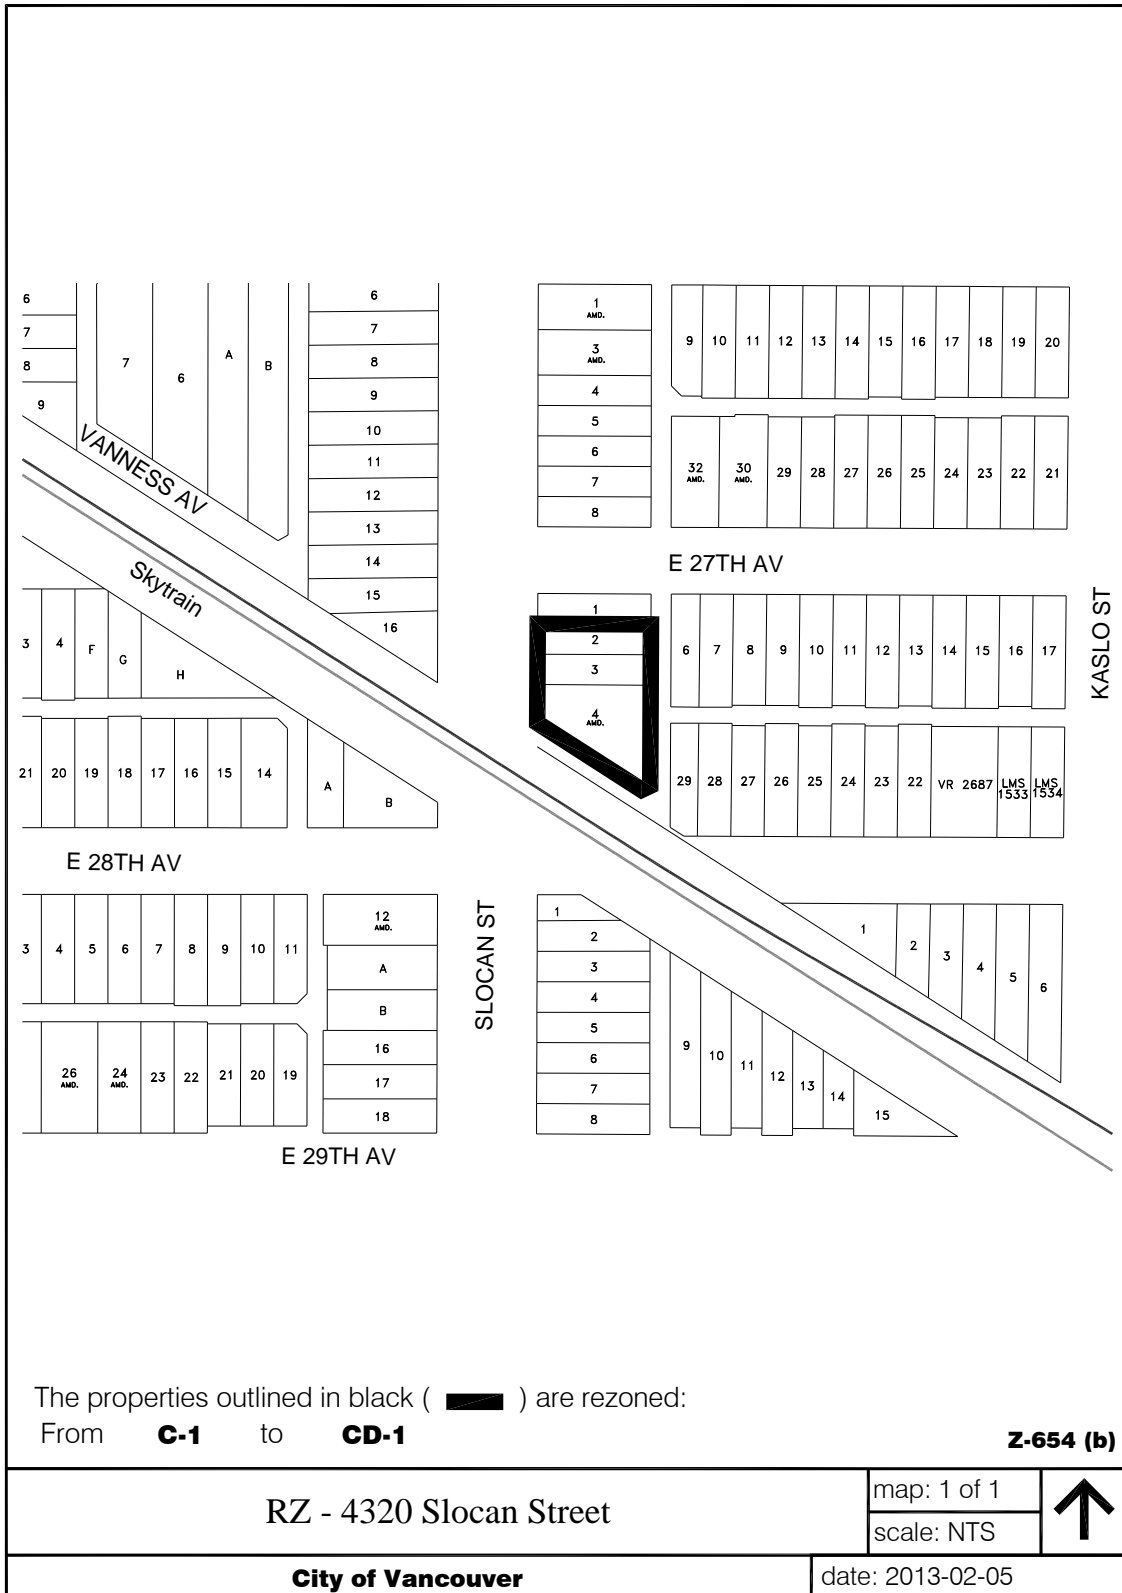 6 7 8 9
7 6 A B
6 7 8 9 10 11 12 13 14 15 16
1 AMD. 3 AMD. 4 5 6 7 8
9 10 11 12 13 14 15 16 17 18 19 20
32 AMD. 30 AMD. 29 28 27 26 25 24 23 22 21
VANNESS AV
Skytrain
E 27TH AV
KASLO ST
3 4 F G H
1 2 3 4 AMD.
6 7 8 9 10 11 12 13 14 15 16 17
21 20 19 18 17 16 15 14
A B
29 28 27 26 25 24 23 22 VR 2687 LMS 1533 LMS 1534
E 28TH AV
SLOCAN ST
3 4 5 6 7 8 9 10 11
12 AMD. A B 16 17 18
1 2 3 4 5 6 7 8
1 2 3 4 5 6
26 AMD. 24 AMD. 23 22 21 20 19
9 10 11 12 13 14 15
E 29TH AV
The properties outlined in black ( ) are rezoned:
From C-1 to CD-1
Z-654 (b)
RZ - 4320 Slocan Street
map: 1 of 1
scale: NTS
City of Vancouver
date: 2013-02-05